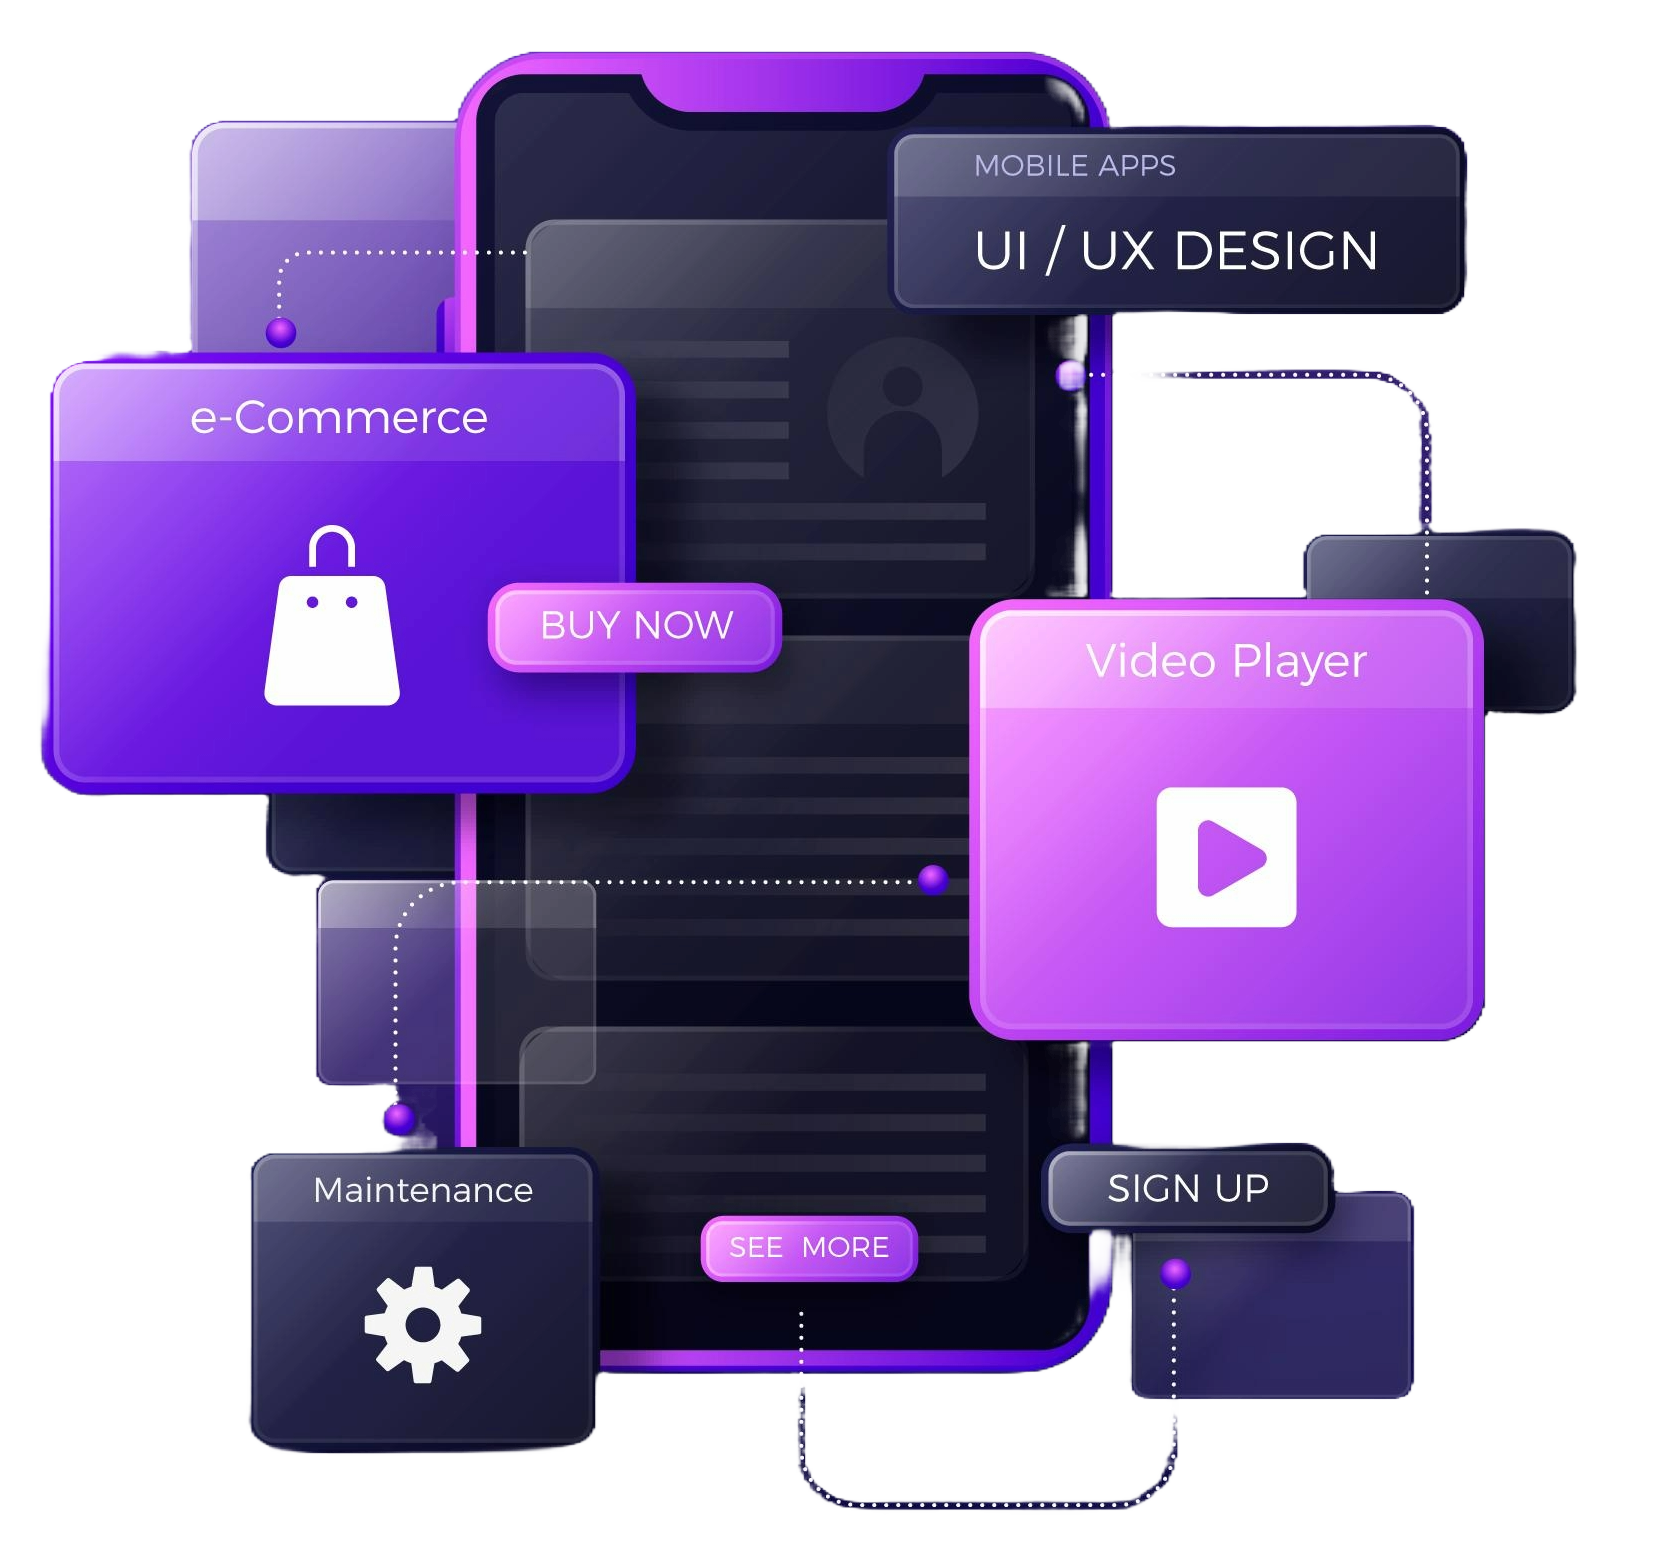 MOBILE APPS
UI / UX DESIGN
e-Commerce
BUY NOW
Video Player
Maintenance
SIGN UP
SEE MORE